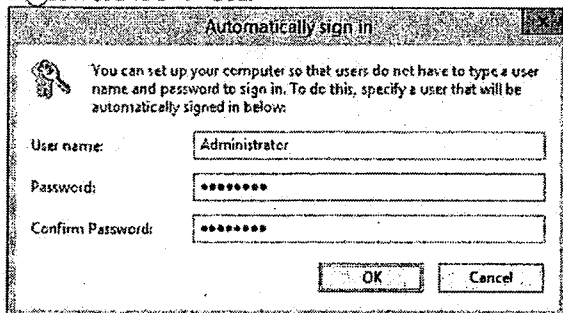 Automatically sign in
You can set up your computer so that users do not have to type a user
name and password to sign in. To do this, specify a user that will be
automatically signed in below:
User name:
Administrator
Password:
●●●●●●●●
Confirm Password:
●●●●●●●●
OK
Cancel